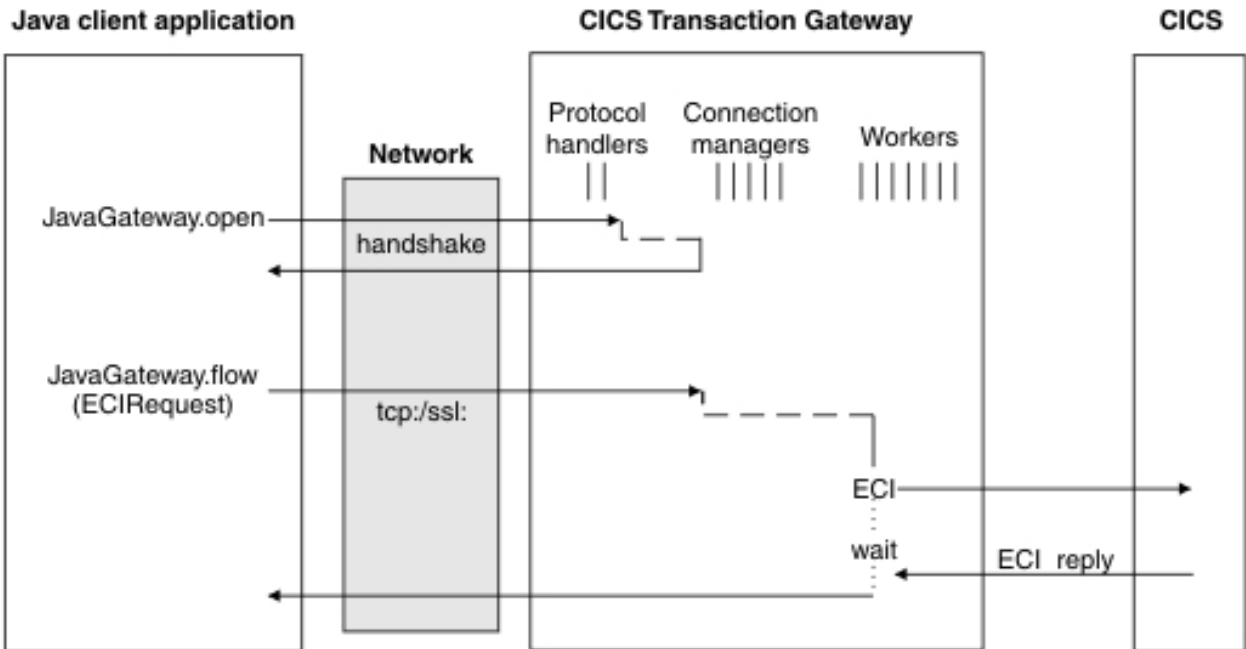 Java client application
CICS Transaction Gateway
CICS
Protocol
handlers
Connection
managers
Workers
Network
JavaGateway.open
handshake
JavaGateway.flow
(ECIRequest)
tcp:/ssl:
ECI
wait
ECI reply